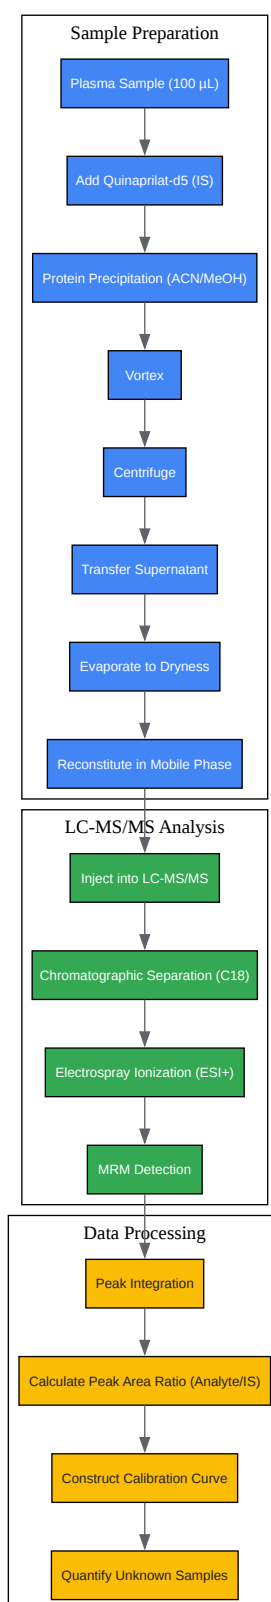 Sample Preparation
Plasma Sample (100 µL)
Add Quinaprilat-d5 (IS)
Protein Precipitation (ACN/MeOH)
Vortex
Centrifuge
Transfer Supernatant
Evaporate to Dryness
Reconstitute in Mobile Phase
LC-MS/MS Analysis
Inject into LC-MS/MS
Chromatographic Separation (C18)
Electrospray Ionization (ESI+)
MRM Detection
Data Processing
Peak Integration
Calculate Peak Area Ratio (Analyte/IS)
Construct Calibration Curve
Quantify Unknown Samples